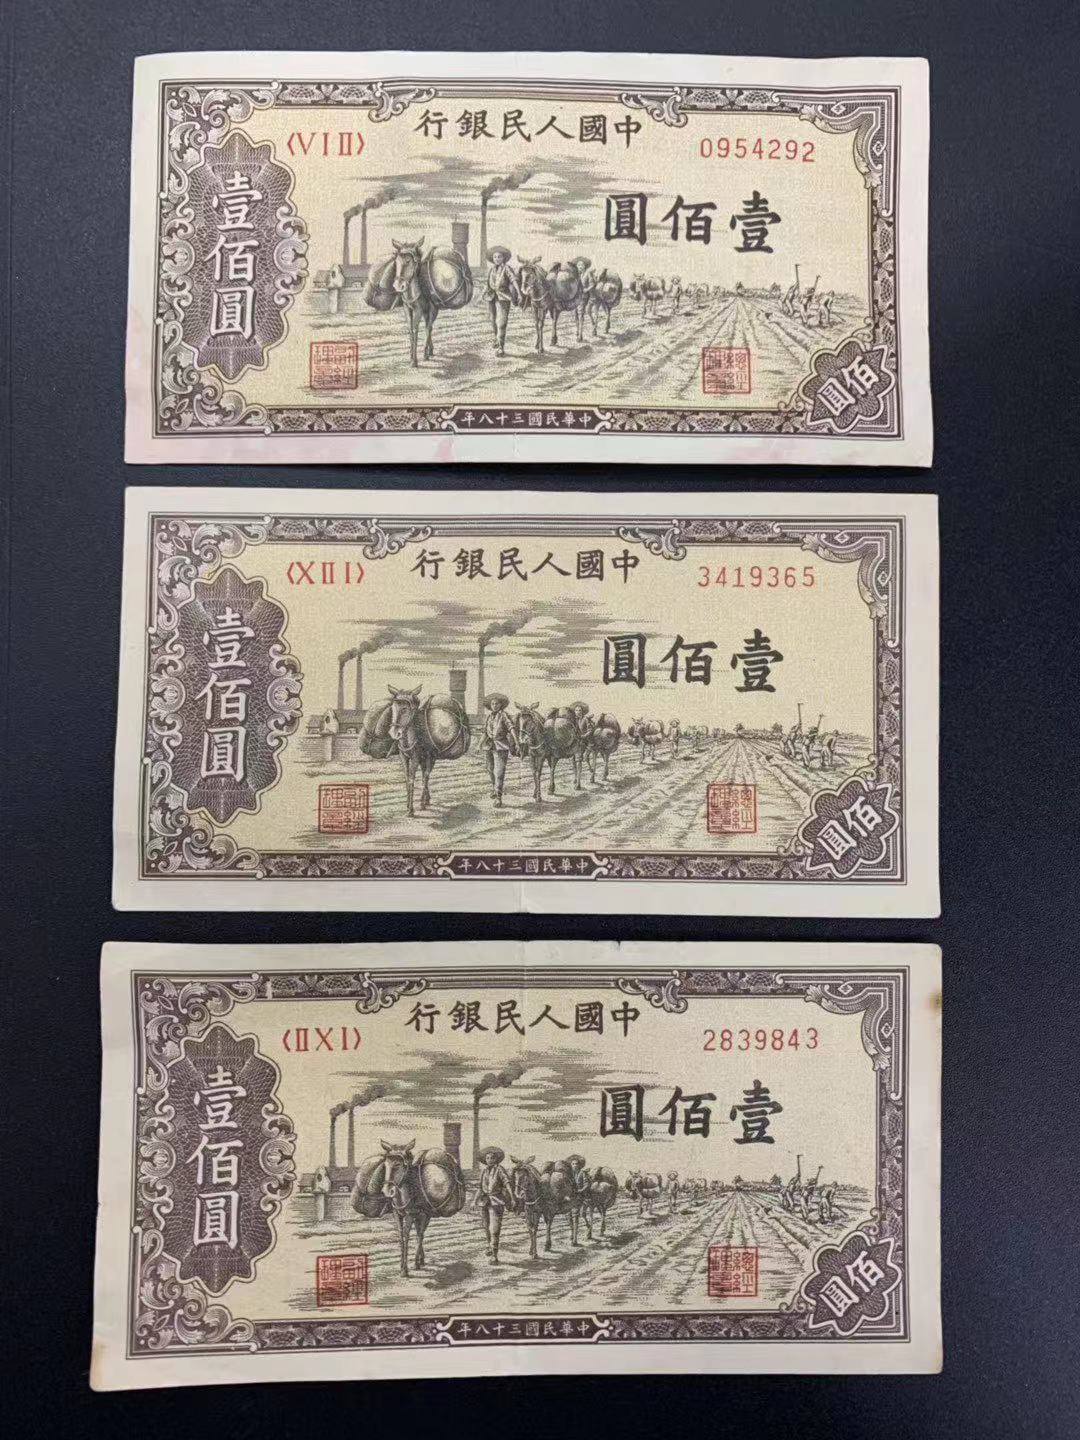 〈VIⅡ〉
中國人民銀行
0954292
壹佰圓
壹佰圓
佰圓
中華民國三十八年
〈XⅡI〉
中國人民銀行
3419365
壹佰圓
壹佰圓
佰圓
中華民國三十八年
〈ⅡXI〉
中國人民銀行
2839843
壹佰圓
壹佰圓
佰圓
中華民國三十八年